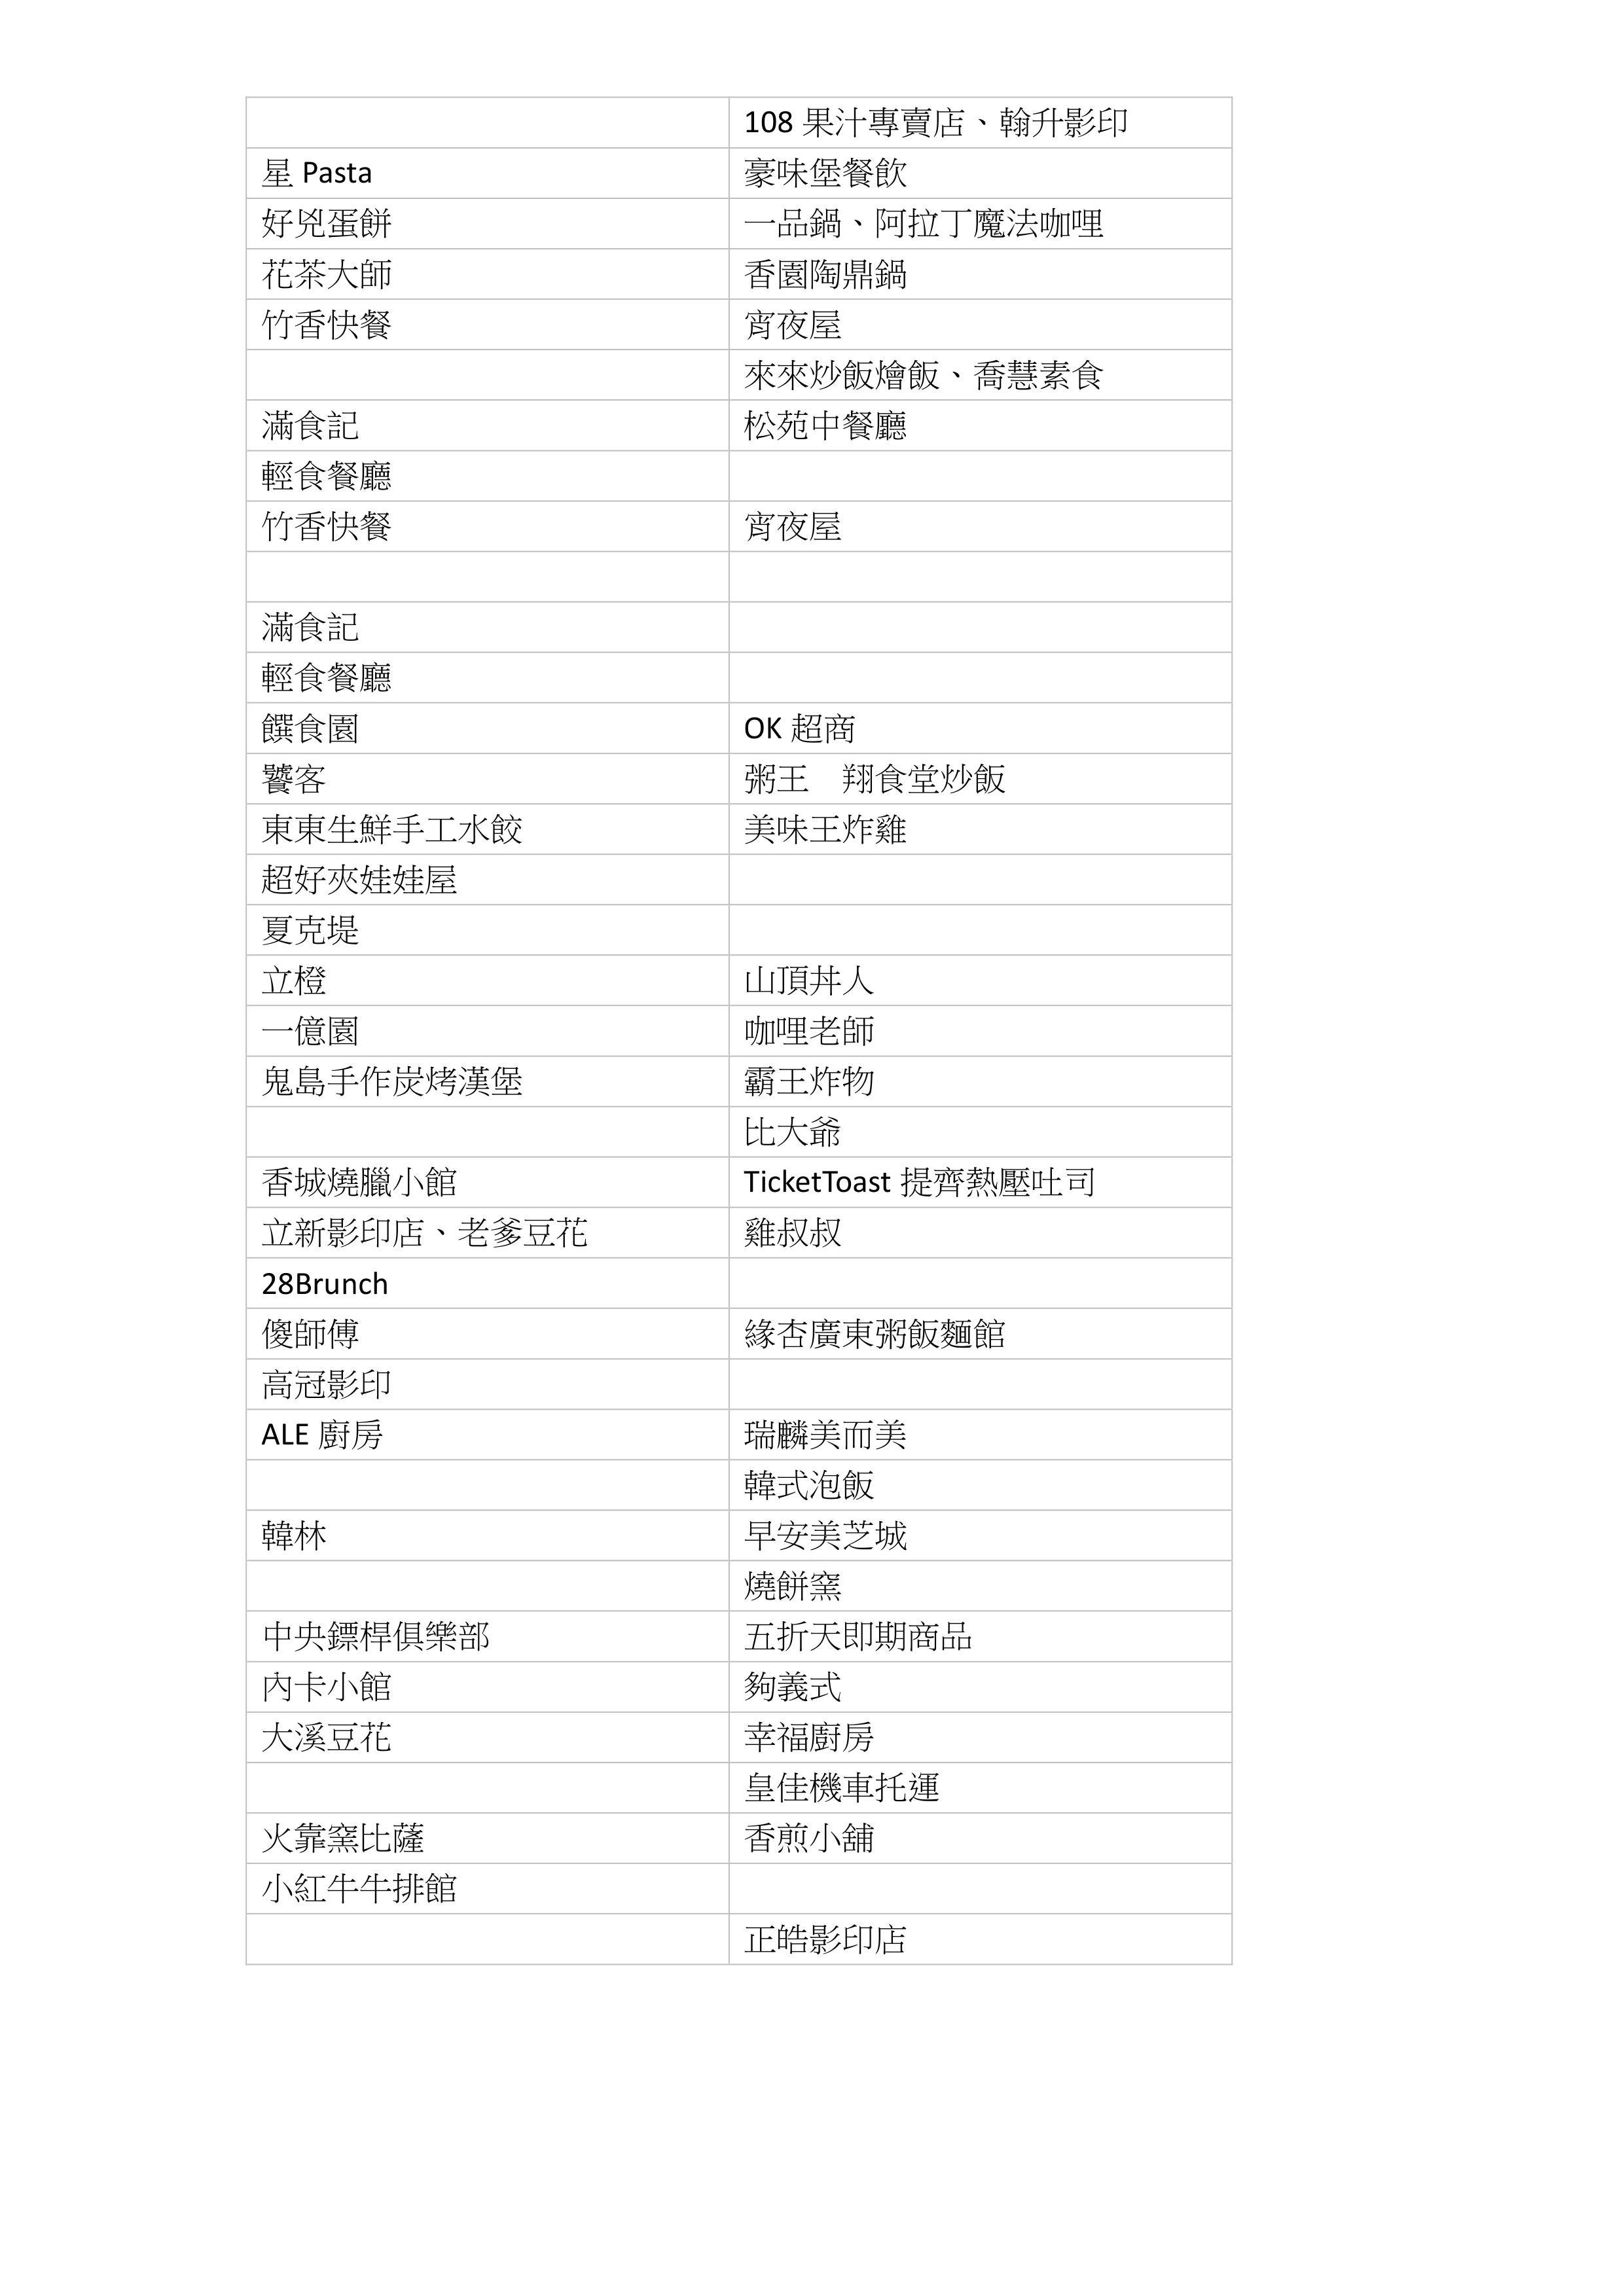 108 果汁專賣店、翰升影印
星 Pasta	豪味堡餐飲
好兇蛋餅	一品鍋、阿拉丁魔法咖哩
花茶大師	香園陶鼎鍋
竹香快餐	宵夜屋
來來炒飯燴飯、喬慧素食
滿食記	松苑中餐廳
輕食餐廳
竹香快餐	宵夜屋
滿食記
輕食餐廳
饌食園	OK 超商
饕客	粥王　翔食堂炒飯
東東生鮮手工水餃	美味王炸雞
超好夾娃娃屋
夏克堤
立橙	山頂丼人
一億園	咖哩老師
鬼島手作炭烤漢堡	霸王炸物
比大爺
香城燒臘小館	TicketToast 提齊熱壓吐司
立新影印店、老爹豆花	雞叔叔
28Brunch
傻師傅	緣杏廣東粥飯麵館
高冠影印
ALE 廚房	瑞麟美而美
韓式泡飯
韓林	早安美芝城
燒餅窯
中央鏢桿俱樂部	五折天即期商品
內卡小館	夠義式
大溪豆花	幸福廚房
皇佳機車托運
火靠窯比薩	香煎小舖
小紅牛牛排館
正皓影印店